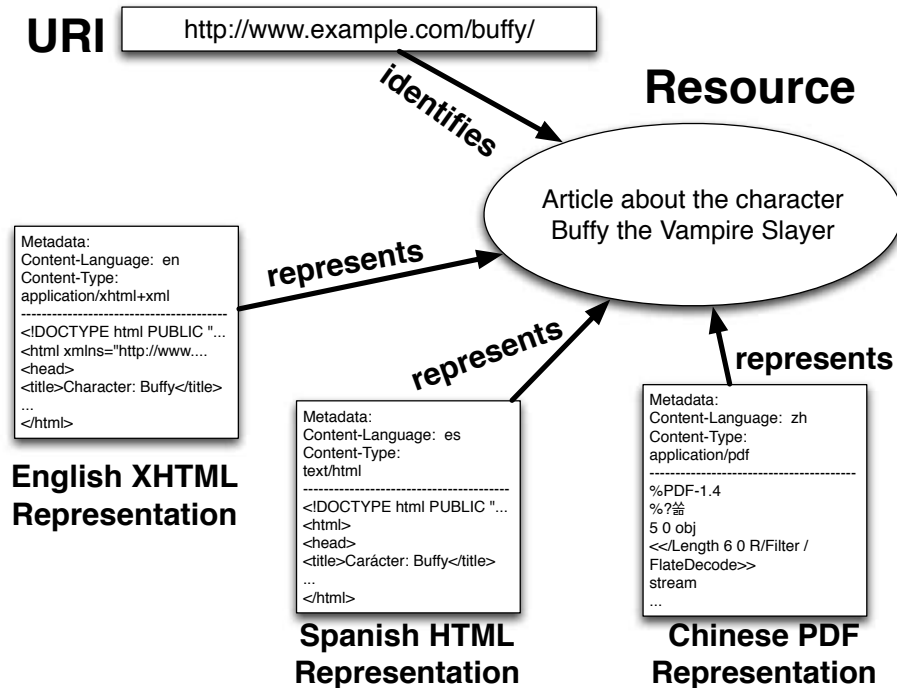 URI
http://www.example.com/buffy/
identifies
Resource
Article about the character
Buffy the Vampire Slayer
represents
Metadata:
Content-Language: en
Content-Type:
application/xhtml+xml
----------------------------------------
<!DOCTYPE html PUBLIC "...
<html xmlns="http://www....
<head>
<title>Character: Buffy</title>
...
</html>
English XHTML
Representation
represents
Metadata:
Content-Language: es
Content-Type:
text/html
----------------------------------------
<!DOCTYPE html PUBLIC "...
<html>
<head>
<title>Carácter: Buffy</title>
...
</html>
Spanish HTML
Representation
represents
Metadata:
Content-Language: zh
Content-Type:
application/pdf
----------------------------------------
%PDF-1.4
%?
5 0 obj
<</Length 6 0 R/Filter /
FlateDecode>>
stream
...
Chinese PDF
Representation